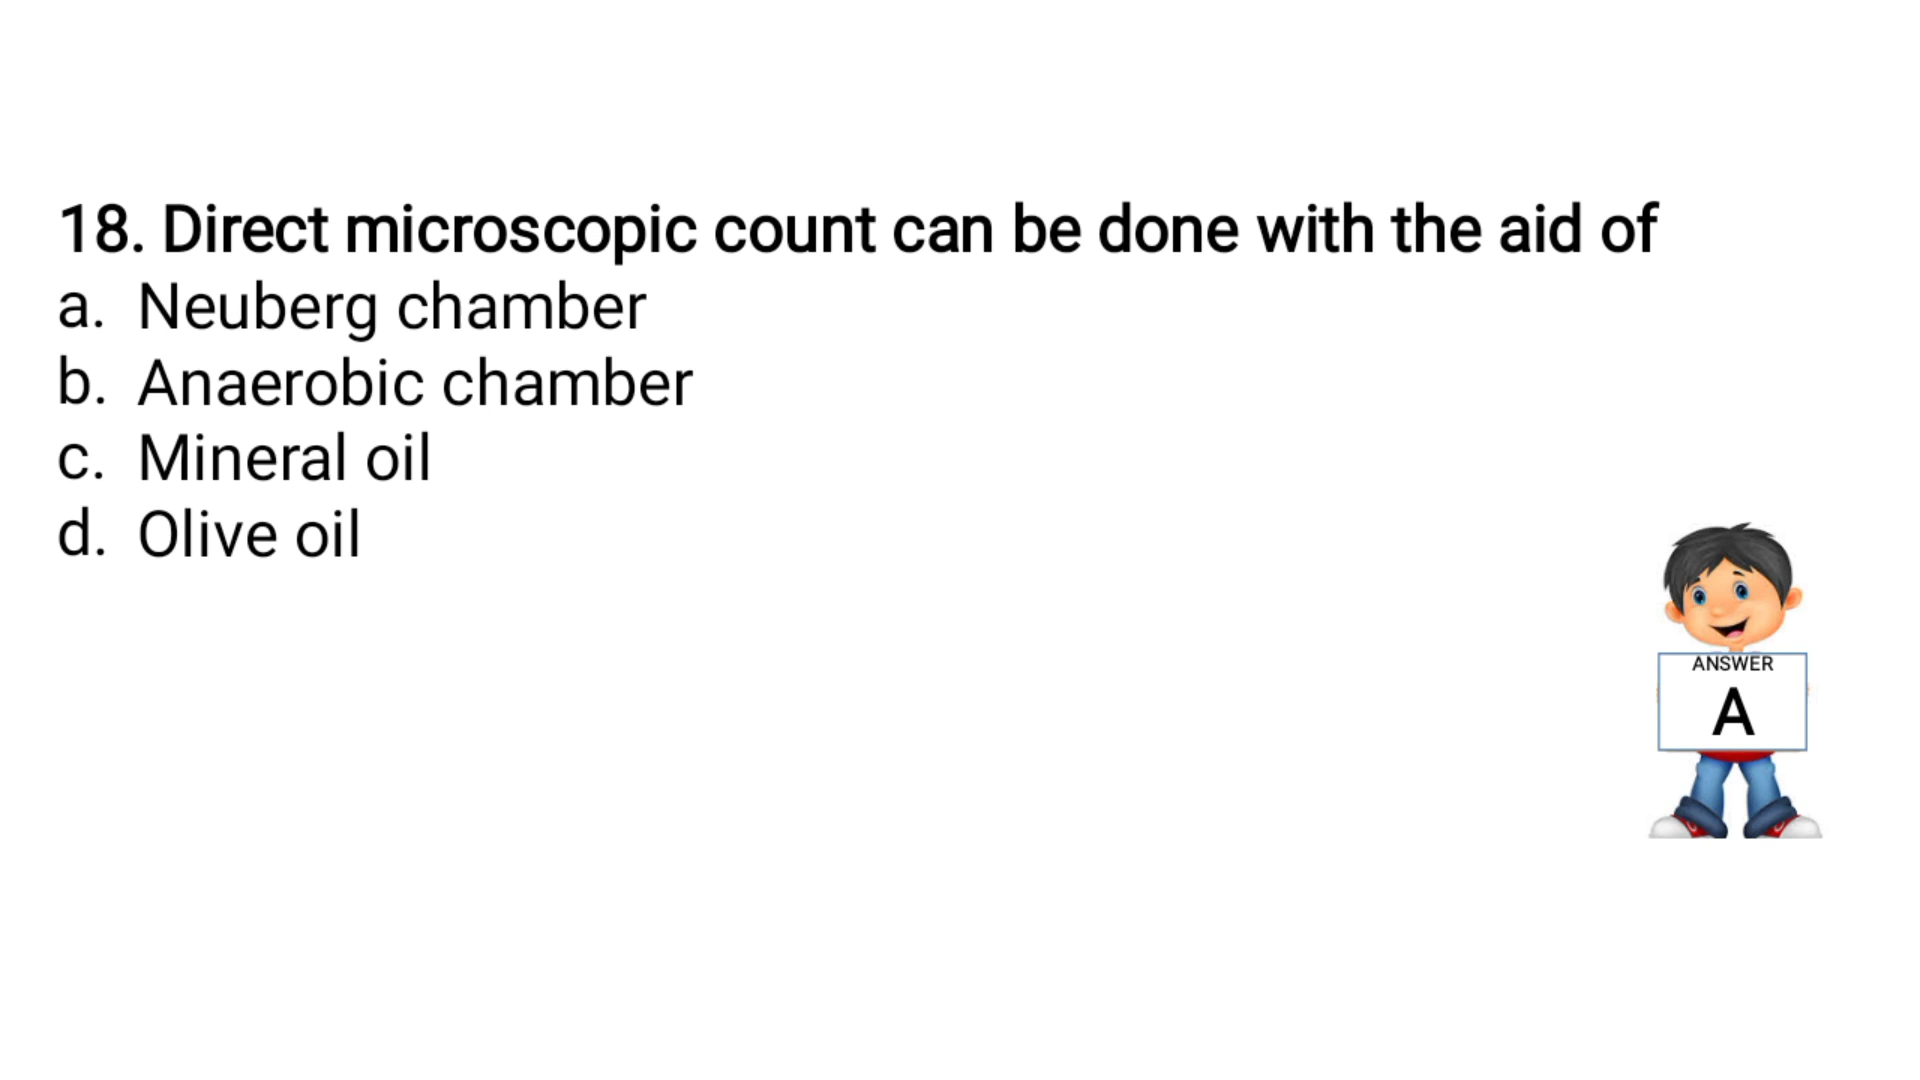 18. Direct microscopic count can be done with the aid of
a. Neuberg chamber
b. Anaerobic chamber
c. Mineral oil
d. Olive oil
ANSWER
A